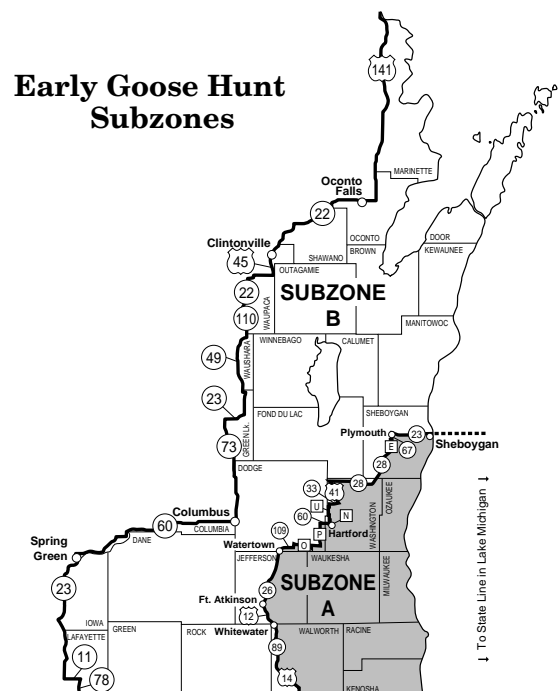 Early Goose Hunt
Subzones
141
MARINETTE
Oconto
Falls
22
OCONTO
DOOR
Clintonville
SHAWANO
BROWN
KEWAUNEE
45
OUTAGAMIE
22
SUBZONE
B
WAUPACA
110
MANITOWOC
WINNEBAGO
CALUMET
49
WAUSHARA
23
FOND DU LAC
SHEBOYGAN
Plymouth
23
Sheboygan
E
67
73
GREEN Lk.
28
DODGE
28
33
41
OZAUKEE
U
N
WASHINGTON
60
Columbus
60
COLUMBIA
Hartford
DANE
109
P
Spring
Green
Watertown
O
JEFFERSON
WAUKESHA
MILWAUKEE
SUBZONE
A
23
26
Ft. Atkinson
12
IOWA
LAFAYETTE
GREEN
ROCK
Whitewater
WALWORTH
RACINE
11
89
78
14
KENOSHA
↓ To State Line in Lake Michigan ↓